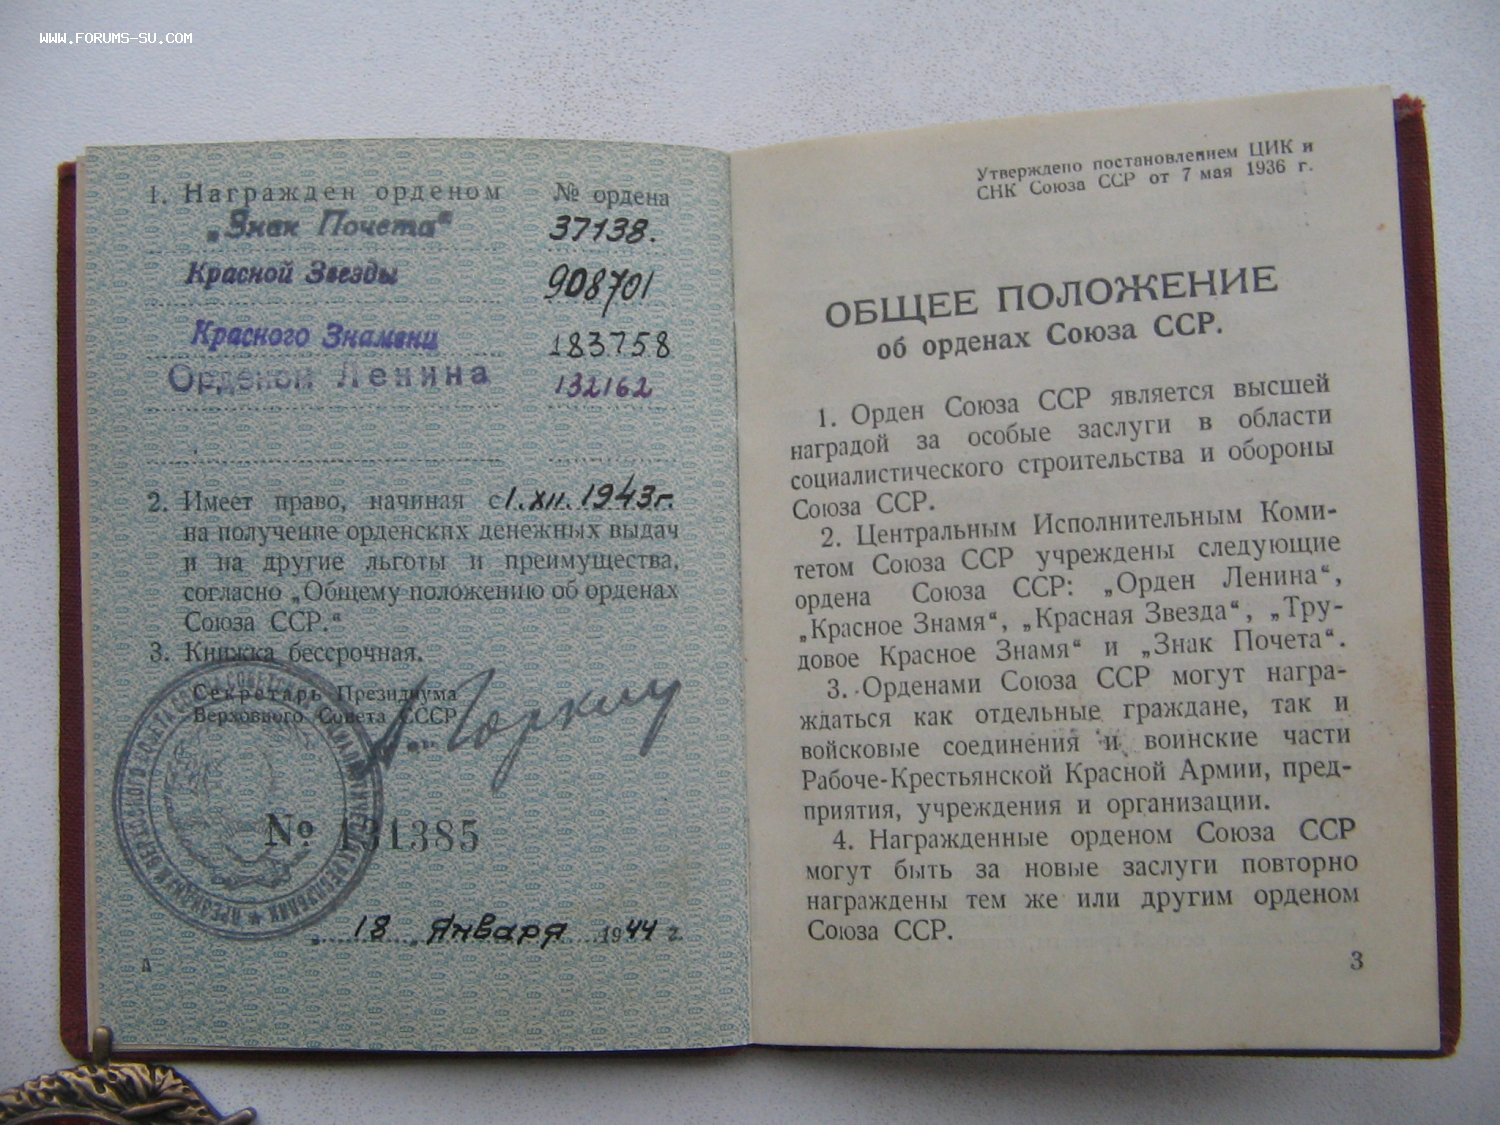 WWW.FORUMS-SU.COM
1. Награжден орденом № ордена
„Знак Почета“ 37138.
Красной Звезды 908701
Красного Знамени 183758
Орденом Ленина 132162
2. Имеет право, начиная с 1.XII.1943г.
на получение орденских денежных выдач
и на другие льготы и преимущества,
согласно „Общему положению об орденах
Союза ССР.“
3. Книжка бессрочная.
Секретарь Президиума
Верховного Совета СССР
Горкин
№ 131385
„ 18 „ Января 1944 г.
А
Утверждено постановлением ЦИК и
СНК Союза ССР от 7 мая 1936 г.
ОБЩЕЕ ПОЛОЖЕНИЕ
об орденах Союза ССР.
1. Орден Союза ССР является высшей
наградой за особые заслуги в области
социалистического строительства и обороны
Союза ССР.
2. Центральным Исполнительным Коми-
тетом Союза ССР учреждены следующие
ордена Союза ССР: „Орден Ленина“,
„Красное Знамя“, „Красная Звезда“, „Тру-
довое Красное Знамя“ и „Знак Почета“.
3. Орденами Союза ССР могут награ-
ждаться как отдельные граждане, так и
войсковые соединения и воинские части
Рабоче-Крестьянской Красной Армии, пред-
приятия, учреждения и организации.
4. Награжденные орденом Союза ССР
могут быть за новые заслуги повторно
награждены тем же или другим орденом
Союза ССР.
3